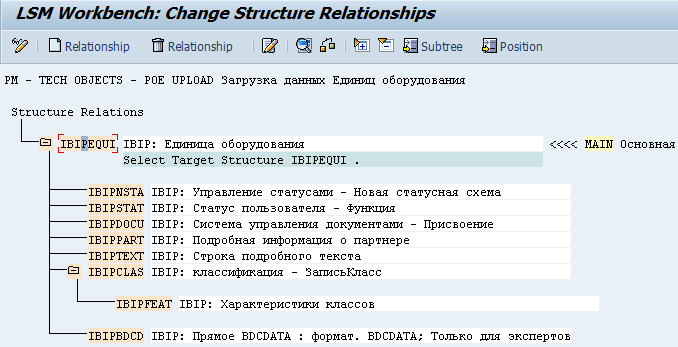 LSM Workbench: Change Structure Relationships
Relationship Relationship Subtree Position
PM - TECH OBJECTS - POE UPLOAD Загрузка данных Единиц оборудования
Structure Relations
IBIPEQUI IBIP: Единица оборудования <<<< MAIN Основная
Select Target Structure IBIPEQUI .
IBIPNSTA IBIP: Управление статусами - Новая статусная схема
IBIPSTAT IBIP: Статус пользователя - Функция
IBIPDOCU IBIP: Система управления документами - Присвоение
IBIPPART IBIP: Подробная информация о партнере
IBIPTEXT IBIP: Строка подробного текста
IBIPCLAS IBIP: классификация - ЗаписьКласс
IBIPFEAT IBIP: Характеристики классов
IBIPBDCD IBIP: Прямое BDCDATA : формат. BDCDATA; Только для экспертов